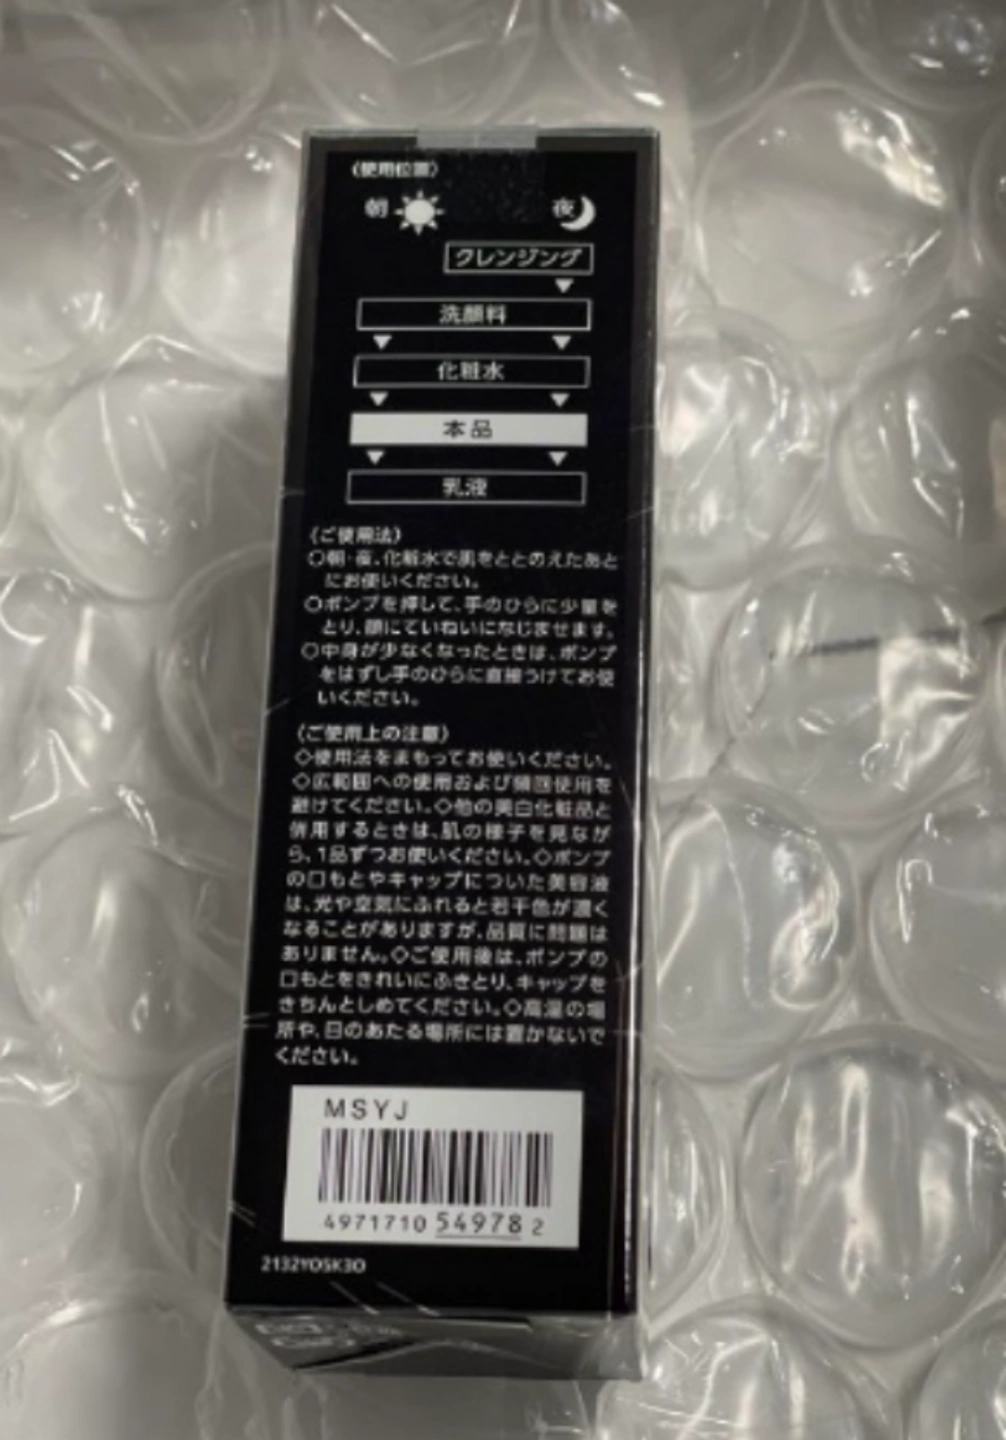 〈使用位置〉
朝 夜
クレンジング
洗顔料
化粧水
本品
乳液
〈ご使用法〉
○朝・夜、化粧水で肌をととのえたあと
にお使いください。
○ポンプを押して、手のひらに少量を
とり、顔にていねいになじませます。
○中身が少なくなったときは、ポンプ
をはずし手のひらに直接つけてお使
いください。
〈ご使用上の注意〉
◇使用法をまもってお使いください。
◇広範囲への使用および頻回使用を
避けてください。◇他の美白化粧品と
併用するときは、肌の様子を見なが
ら、1品ずつお使いください。◇ポンプ
の口もとやキャップについた美容液
は、光や空気にふれると若干色が濃く
なることがありますが、品質に問題は
ありません。◇ご使用後は、ポンプの
口もとをきれいにふきとり、キャップを
きちんとしめてください。◇高温の場
所や、日のあたる場所には置かないで
ください。
MSYJ
4971710 54978 2
2132YOSK3O